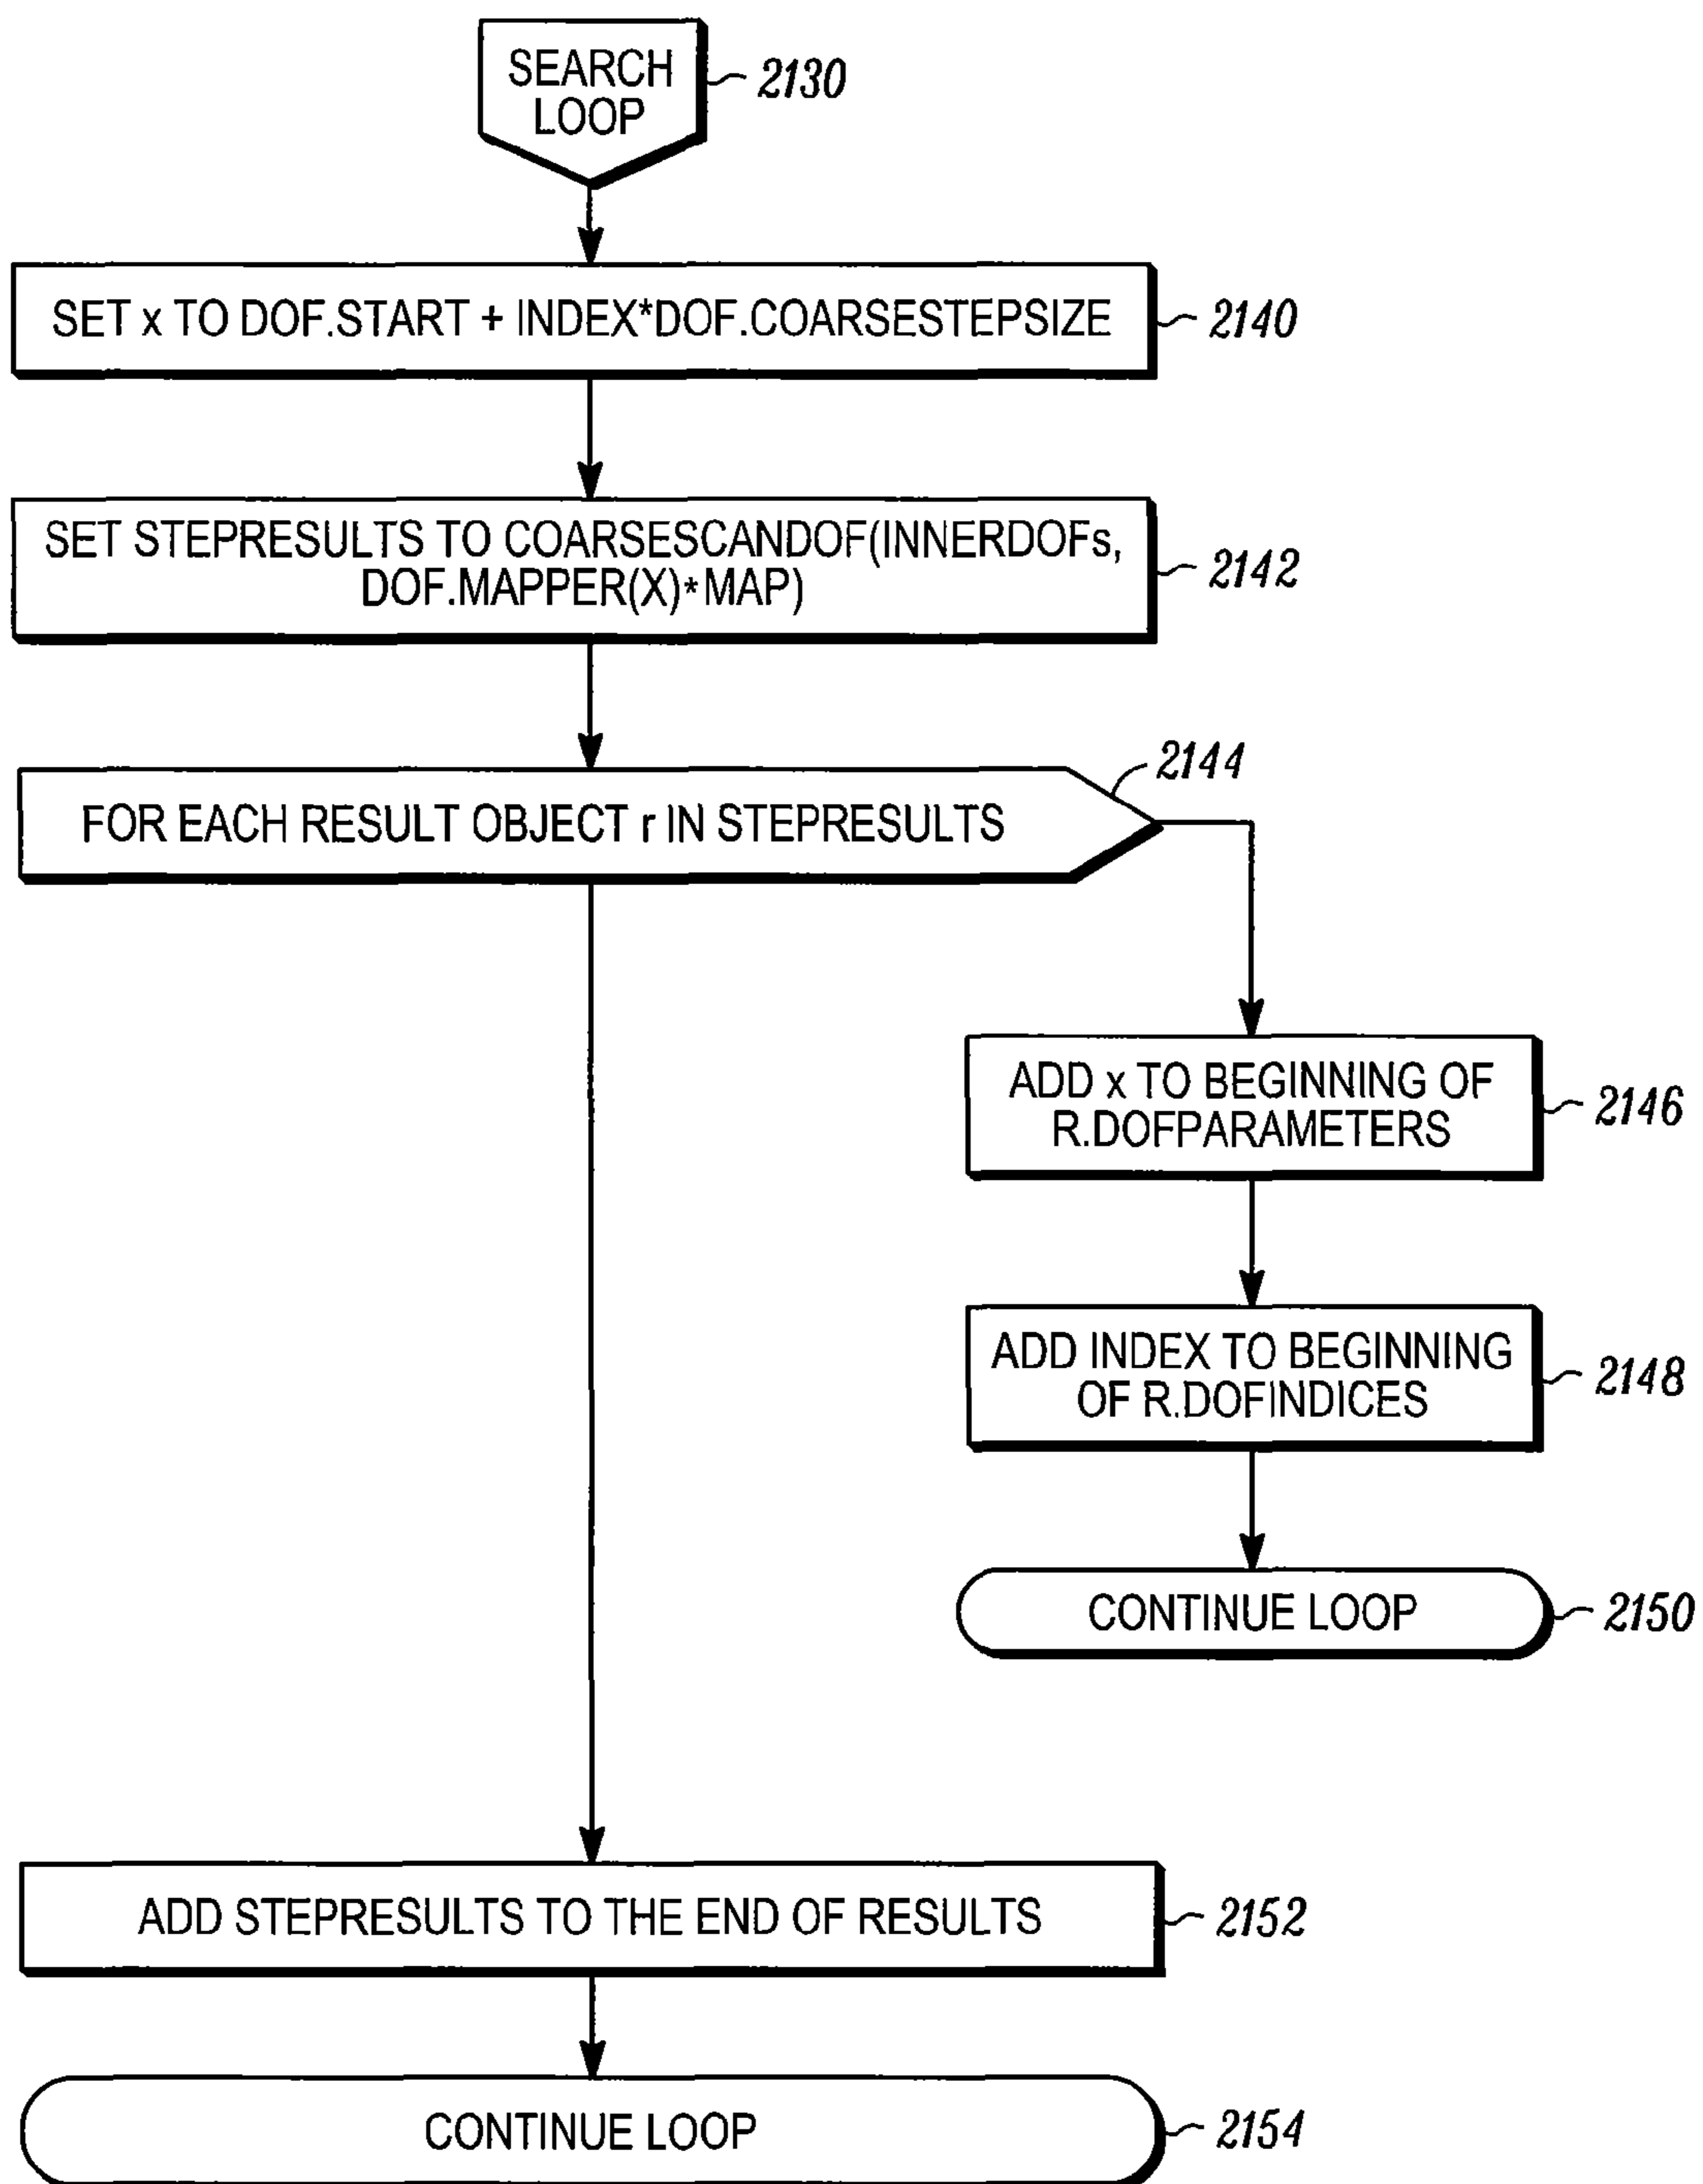 SEARCH
LOOP
2130
SET x TO DOF.START + INDEX*DOF.COARSESTEPSIZE
2140
SET STEPRESULTS TO COARSESCANDOF(INNERDOFs,
DOF.MAPPER(X)*MAP)
2142
2144
FOR EACH RESULT OBJECT r IN STEPRESULTS
ADD x TO BEGINNING OF
R.DOFPARAMETERS
2146
ADD INDEX TO BEGINNING
OF R.DOFINDICES
2148
CONTINUE LOOP
2150
ADD STEPRESULTS TO THE END OF RESULTS
2152
CONTINUE LOOP
2154